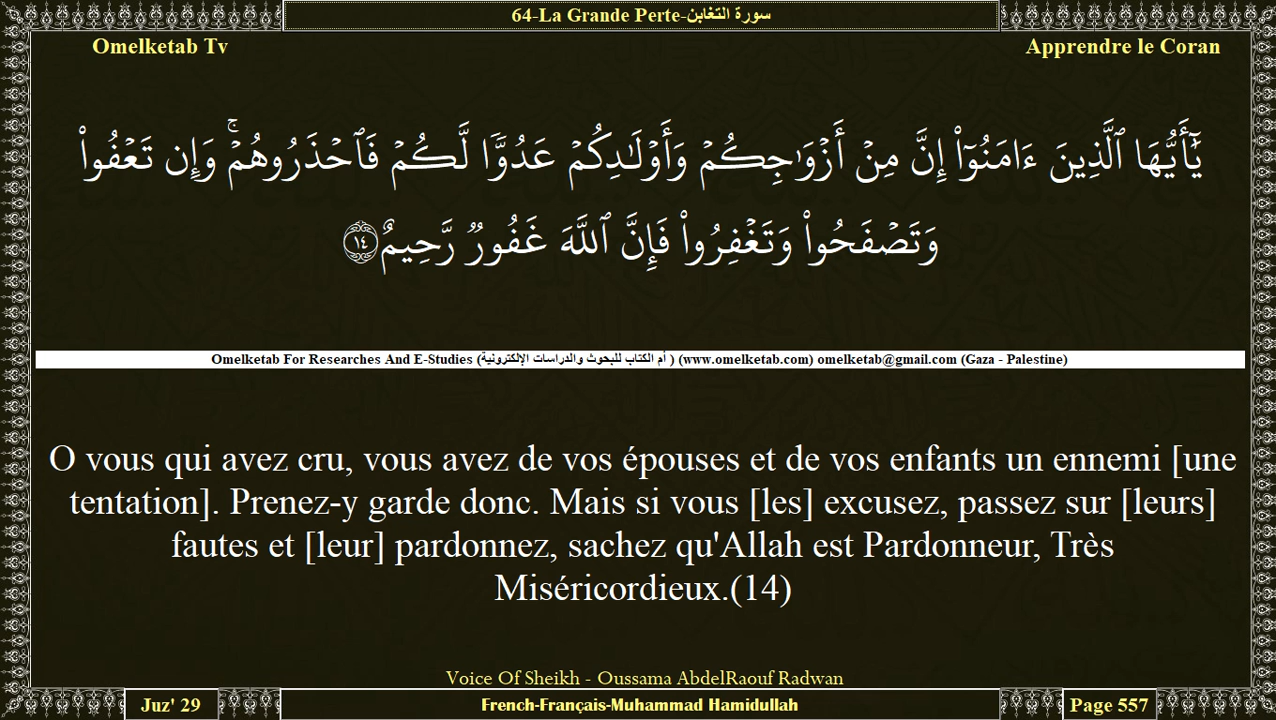 64-La Grande Perte-سورة التغابن
Omelketab Tv
Apprendre le Coran
يَٰٓأَيُّهَا ٱلَّذِينَ ءَامَنُوٓا۟ إِنَّ مِنْ أَزْوَٰجِكُمْ وَأَوْلَٰدِكُمْ عَدُوًّا لَّكُمْ فَٱحْذَرُوهُمْ ۚ وَإِن تَعْفُوا۟
وَتَصْفَحُوا۟ وَتَغْفِرُوا۟ فَإِنَّ ٱللَّهَ غَفُورٌ رَّحِيمٌ ١٤
Omelketab For Researches And E-Studies (أم الكتاب للبحوث والدراسات الإلكترونية ) (www.omelketab.com) omelketab@gmail.com (Gaza - Palestine)
O vous qui avez cru, vous avez de vos épouses et de vos enfants un ennemi [une
tentation]. Prenez-y garde donc. Mais si vous [les] excusez, passez sur [leurs]
fautes et [leur] pardonnez, sachez qu'Allah est Pardonneur, Très
Miséricordieux.(14)
Voice Of Sheikh - Oussama AbdelRaouf Radwan
Juz' 29
French-Français-Muhammad Hamidullah
Page 557